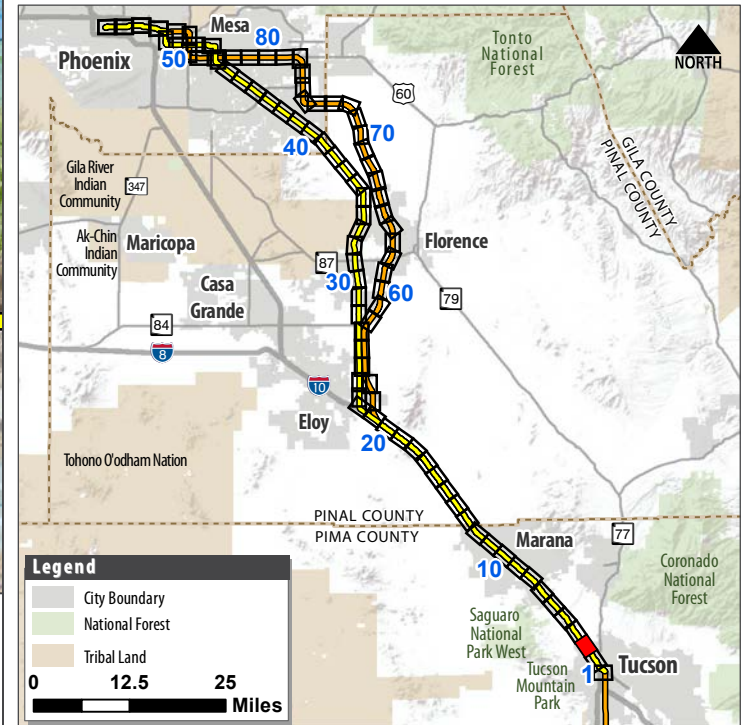 Mesa
80
Phoenix
50
Tonto
National
Forest
NORTH
60
70
40
GILA COUNTY
PINAL COUNTY
Gila River
Indian
Community
347
Ak-Chin
Indian
Community
Maricopa
Florence
87
30
Casa
Grande
60
79
84
8
10
Eloy
20
Tohono O'odham Nation
PINAL COUNTY
PIMA COUNTY
Marana
77
10
Coronado
National
Forest
Saguaro
National
Park West
Tucson
Mountain
Park
1
Tucson
Legend
City Boundary
National Forest
Tribal Land
0 12.5 25
Miles